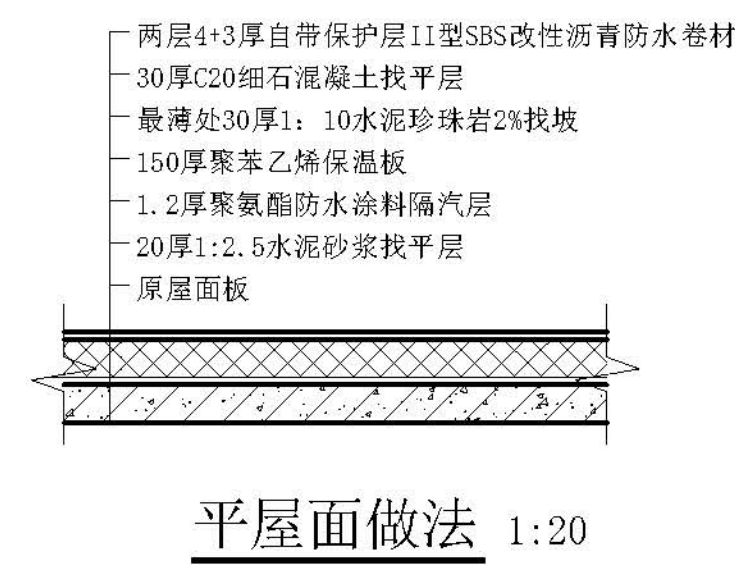 两层4+3厚自带保护层II型SBS改性沥青防水卷材
30厚C20细石混凝土找平层
最薄处30厚1：10水泥珍珠岩2%找坡
150厚聚苯乙烯保温板
1.2厚聚氨酯防水涂料隔汽层
20厚1:2.5水泥砂浆找平层
原屋面板
平屋面做法 1:20